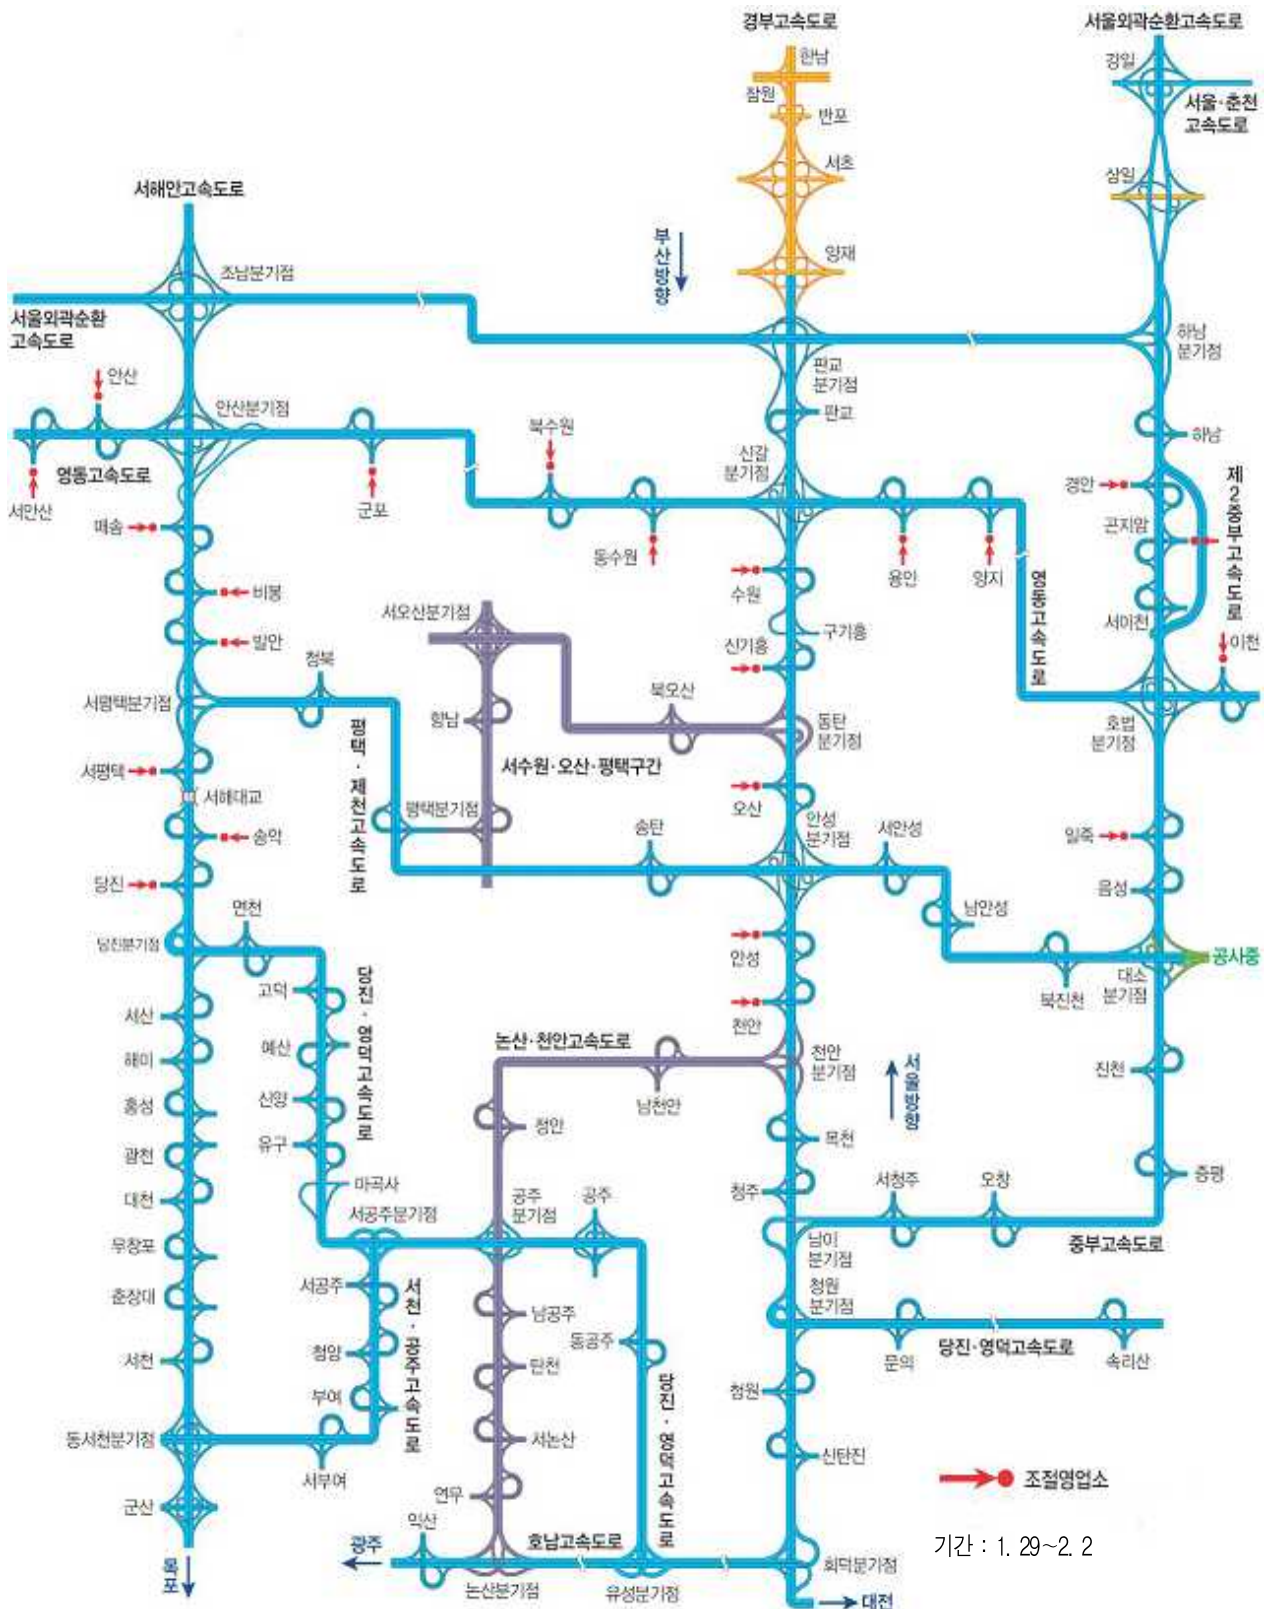 경부고속도로
서울외곽순환고속도로
한남
강일
잠원
서울·춘천
고속도로
반포
서초
삼일
서해안고속도로
부산방향
양재
조남분기점
서울외곽순환
고속도로
하남
분기점
판교
분기점
안산
안산분기점
판교
북수원
하남
영동고속도로
신갈
분기점
경안
제2중부고속도로
서안산
군포
곤지암
매송
동수원
용인
양지
수원
비봉
서오산분기점
구기흥
영동고속도로
서이천
이천
발안
신기흥
청북
서평택분기점
북오산
향남
동탄
분기점
호법
분기점
평택·제천고속도로
서수원·오산·평택구간
서평택
서해대교
오산
평택분기점
송탄
안성
분기점
서안성
송악
일죽
당진
음성
면천
남안성
당진분기점
안성
공사중
당진·영덕고속도로
대소
분기점
고덕
북진천
서산
천안
논산·천안고속도로
예산
해미
천안
분기점
서울방향
진천
신양
홍성
남천안
정안
유구
목천
광천
마곡사
증평
대천
청주
서청주
오창
공주
분기점
공주
서공주분기점
무창포
남이
분기점
중부고속도로
서공주
서천·공주고속도로
청원
분기점
춘장대
남공주
동공주
당진·영덕고속도로
청양
문의
속리산
서천
탄천
당진·영덕고속도로
부여
청원
동서천분기점
서논산
신탄진
서부여
조절영업소
연무
군산
익산
호남고속도로
기간 : 1. 29~2. 2
광주
목포
회덕분기점
논산분기점
유성분기점
대전